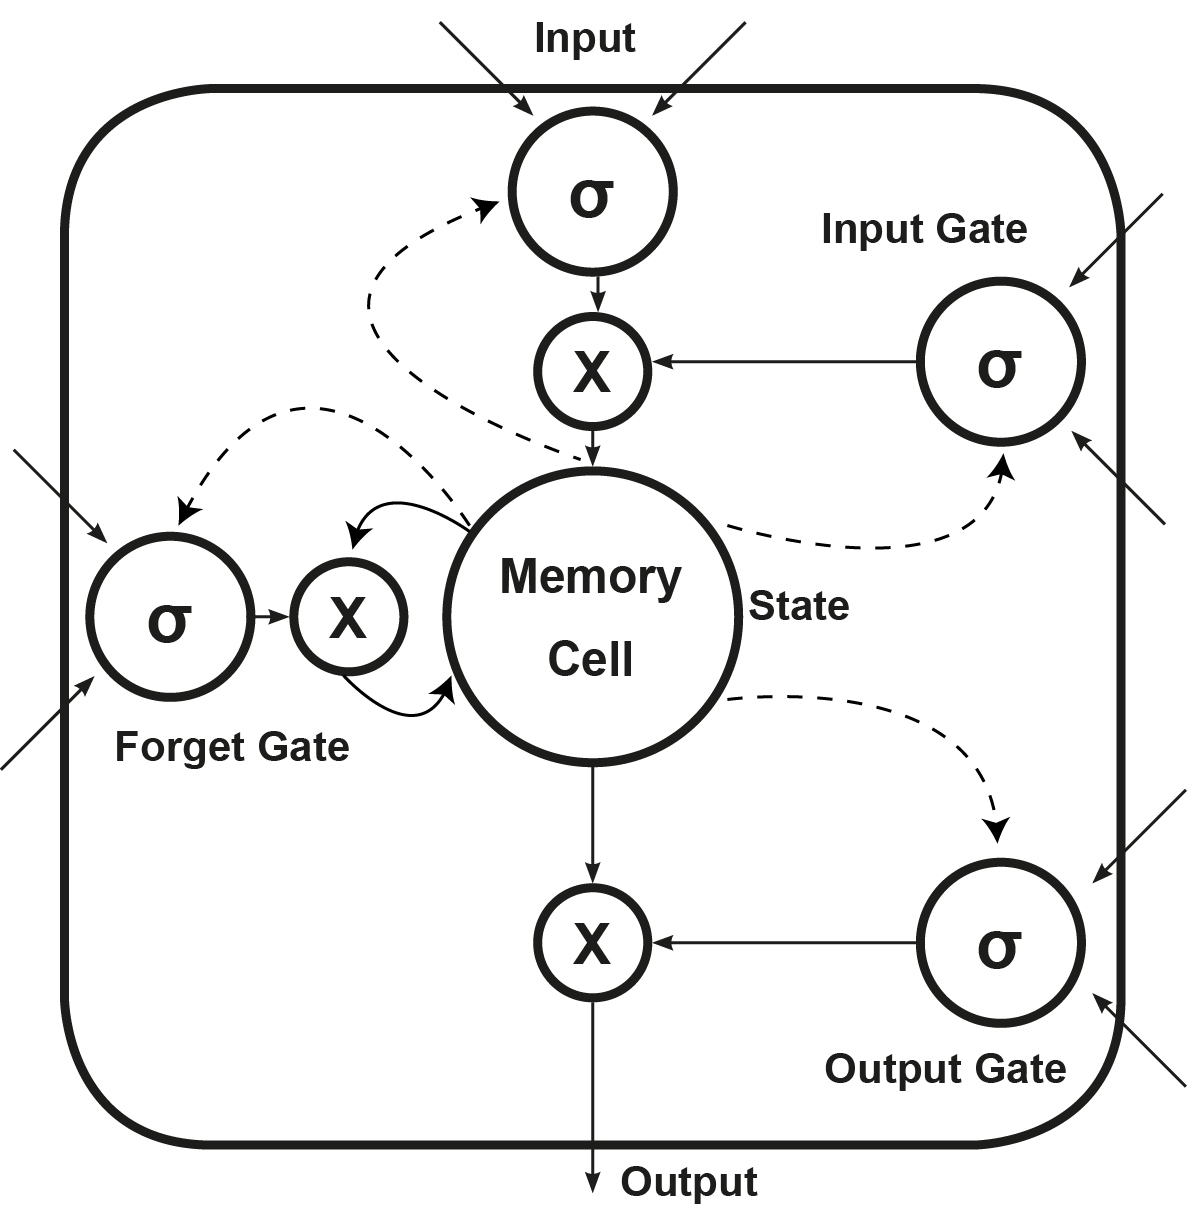 Input
σ
Input Gate
X
σ
Memory
Cell
State
σ
X
Forget Gate
X
σ
Output Gate
Output